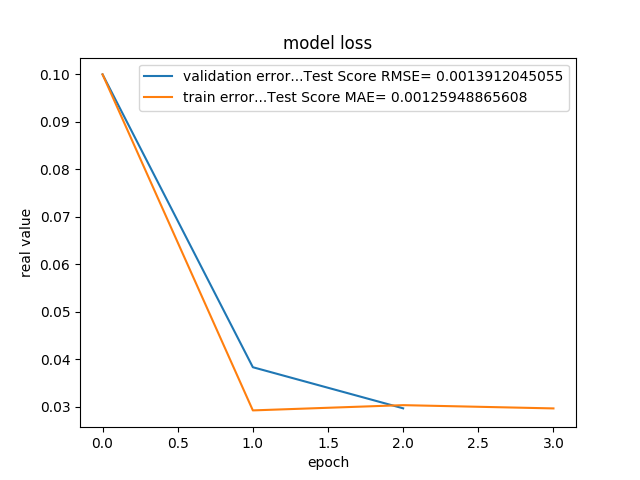 model loss
validation error...Test Score RMSE= 0.0013912045055
train error...Test Score MAE= 0.00125948865608
real value
0.10
0.09
0.08
0.07
0.06
0.05
0.04
0.03
0.0 0.5 1.0 1.5 2.0 2.5 3.0
epoch